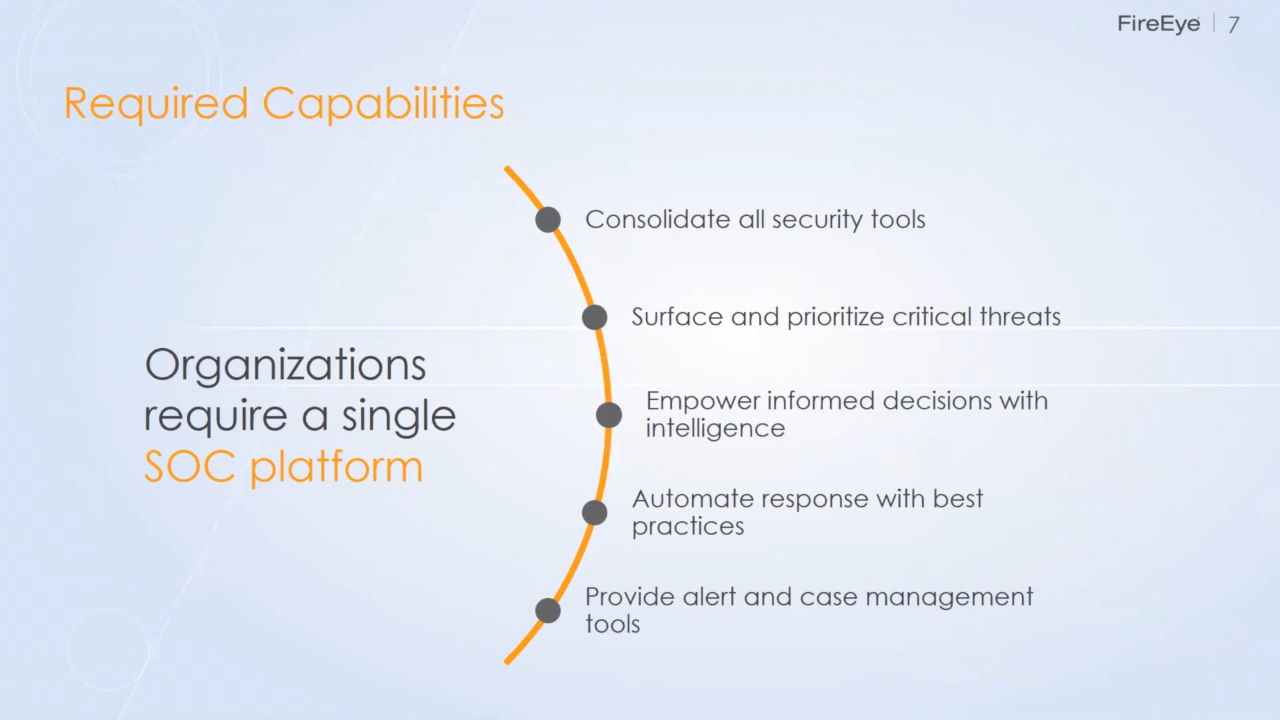 FireEye | 7
Required Capabilities
Organizations
require a single
SOC platform
Consolidate all security tools
Surface and prioritize critical threats
Empower informed decisions with
intelligence
Automate response with best
practices
Provide alert and case management
tools